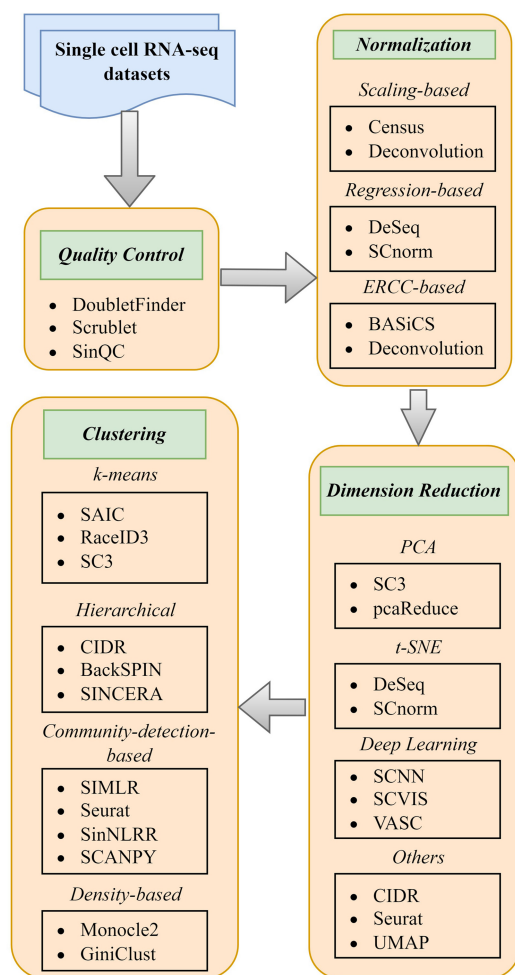 Single cell RNA-seq
datasets
Quality Control
DoubletFinder
Scrublet
SinQC
Normalization
Scaling-based
Census
Deconvolution
Regression-based
DeSeq
SCnorm
ERCC-based
BASiCS
Deconvolution
Dimension Reduction
PCA
SC3
pcaReduce
t-SNE
DeSeq
SCnorm
Deep Learning
SCNN
SCVIS
VASC
Others
CIDR
Seurat
UMAP
Clustering
k-means
SAIC
RaceID3
SC3
Hierarchical
CIDR
BackSPIN
SINCERA
Community-detection-
based
SIMLR
Seurat
SinNLRR
SCANPY
Density-based
Monocle2
GiniClust